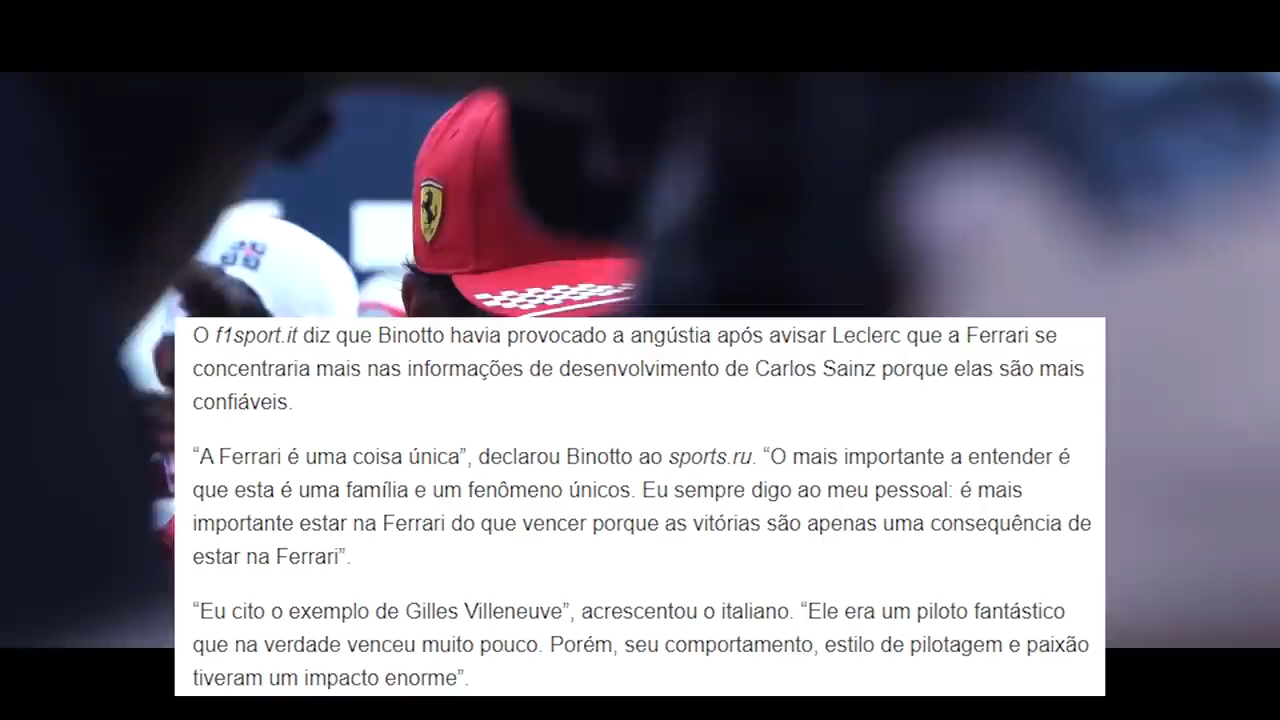 O f1sport.it diz que Binotto havia provocado a angústia após avisar Leclerc que a Ferrari se
concentraria mais nas informações de desenvolvimento de Carlos Sainz porque elas são mais
confiáveis.
“A Ferrari é uma coisa única”, declarou Binotto ao sports.ru. “O mais importante a entender é
que esta é uma família e um fenômeno únicos. Eu sempre digo ao meu pessoal: é mais
importante estar na Ferrari do que vencer porque as vitórias são apenas uma consequência de
estar na Ferrari”.
“Eu cito o exemplo de Gilles Villeneuve”, acrescentou o italiano. “Ele era um piloto fantástico
que na verdade venceu muito pouco. Porém, seu comportamento, estilo de pilotagem e paixão
tiveram um impacto enorme”.